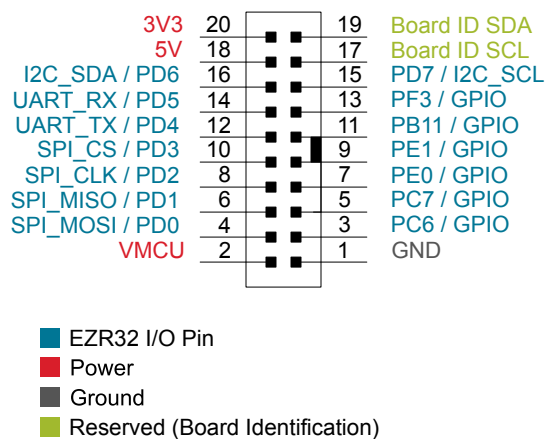 3V3 20 19 Board ID SDA
5V 18 17 Board ID SCL
I2C_SDA / PD6 16 15 PD7 / I2C_SCL
UART_RX / PD5 14 13 PF3 / GPIO
UART_TX / PD4 12 11 PB11 / GPIO
SPI_CS / PD3 10 9 PE1 / GPIO
SPI_CLK / PD2 8 7 PE0 / GPIO
SPI_MISO / PD1 6 5 PC7 / GPIO
SPI_MOSI / PD0 4 3 PC6 / GPIO
VMCU 2 1 GND
EZR32 I/O Pin
Power
Ground
Reserved (Board Identification)